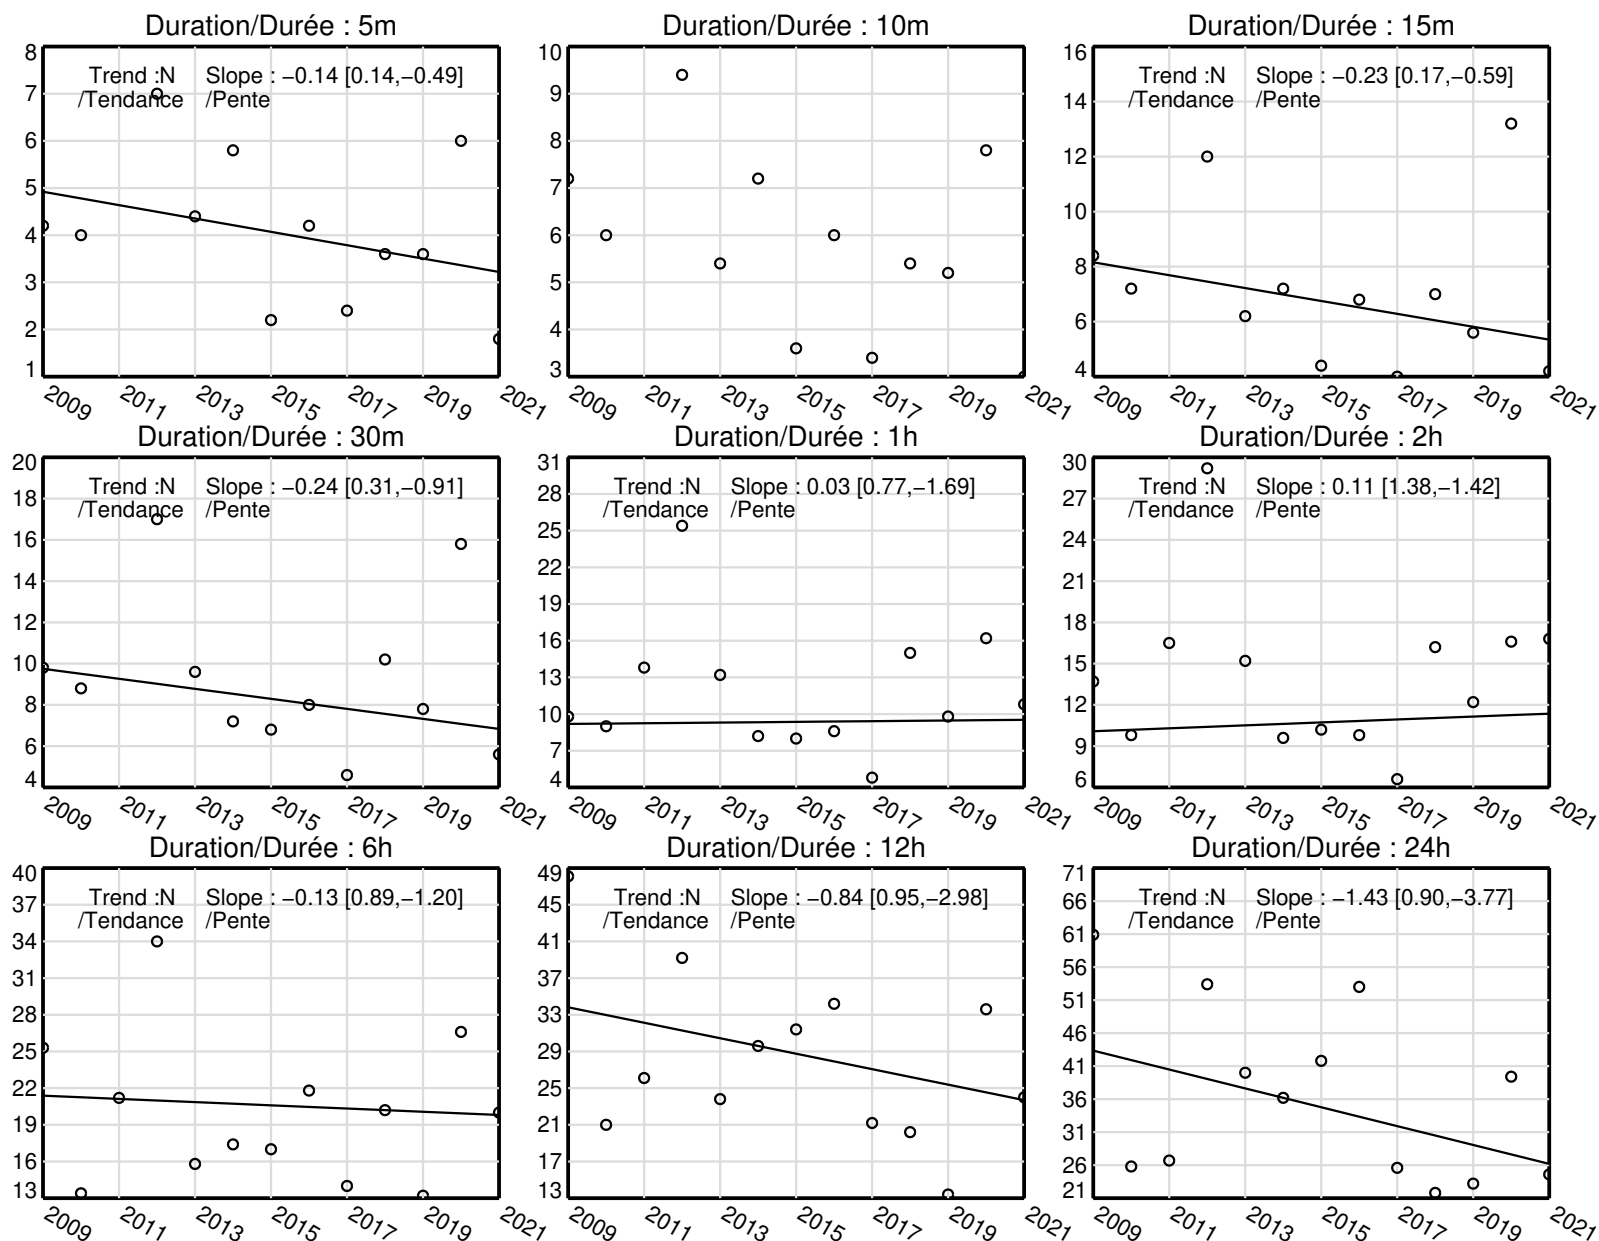 Duration/Durée : 5m
Trend :N Slope : −0.14 [0.14,−0.49]
/Tendance /Pente
8
7
6
5
4
3
2
1
2009 2011 2013 2015 2017 2019 2021
Duration/Durée : 10m
10
9
8
7
6
5
4
3
2009 2011 2013 2015 2017 2019 2021
Duration/Durée : 15m
Trend :N Slope : −0.23 [0.17,−0.59]
/Tendance /Pente
16
14
12
10
8
6
4
2009 2011 2013 2015 2017 2019 2021
Duration/Durée : 30m
Trend :N Slope : −0.24 [0.31,−0.91]
/Tendance /Pente
20
18
16
14
12
10
8
6
4
2009 2011 2013 2015 2017 2019 2021
Duration/Durée : 1h
Trend :N Slope : 0.03 [0.77,−1.69]
/Tendance /Pente
31
28
25
22
19
16
13
10
7
4
2009 2011 2013 2015 2017 2019 2021
Duration/Durée : 2h
Trend :N Slope : 0.11 [1.38,−1.42]
/Tendance /Pente
30
27
24
21
18
15
12
9
6
2009 2011 2013 2015 2017 2019 2021
Duration/Durée : 6h
Trend :N Slope : −0.13 [0.89,−1.20]
/Tendance /Pente
40
37
34
31
28
25
22
19
16
13
2009 2011 2013 2015 2017 2019 2021
Duration/Durée : 12h
Trend :N Slope : −0.84 [0.95,−2.98]
/Tendance /Pente
49
45
41
37
33
29
25
21
17
13
2009 2011 2013 2015 2017 2019 2021
Duration/Durée : 24h
Trend :N Slope : −1.43 [0.90,−3.77]
/Tendance /Pente
71
66
61
56
51
46
41
36
31
26
21
2009 2011 2013 2015 2017 2019 2021